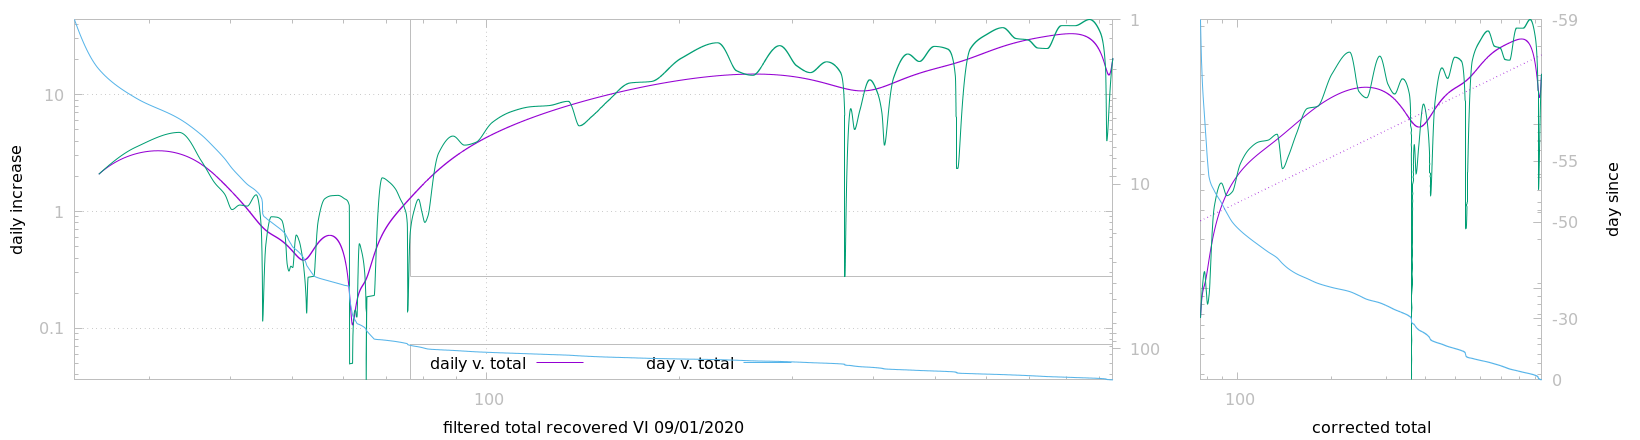 daily increase
10
1
0.1
100
1
10
100
daily v. total
day v. total
filtered total recovered VI 09/01/2020
100
-59
-55
-50
-30
0
day since
corrected total